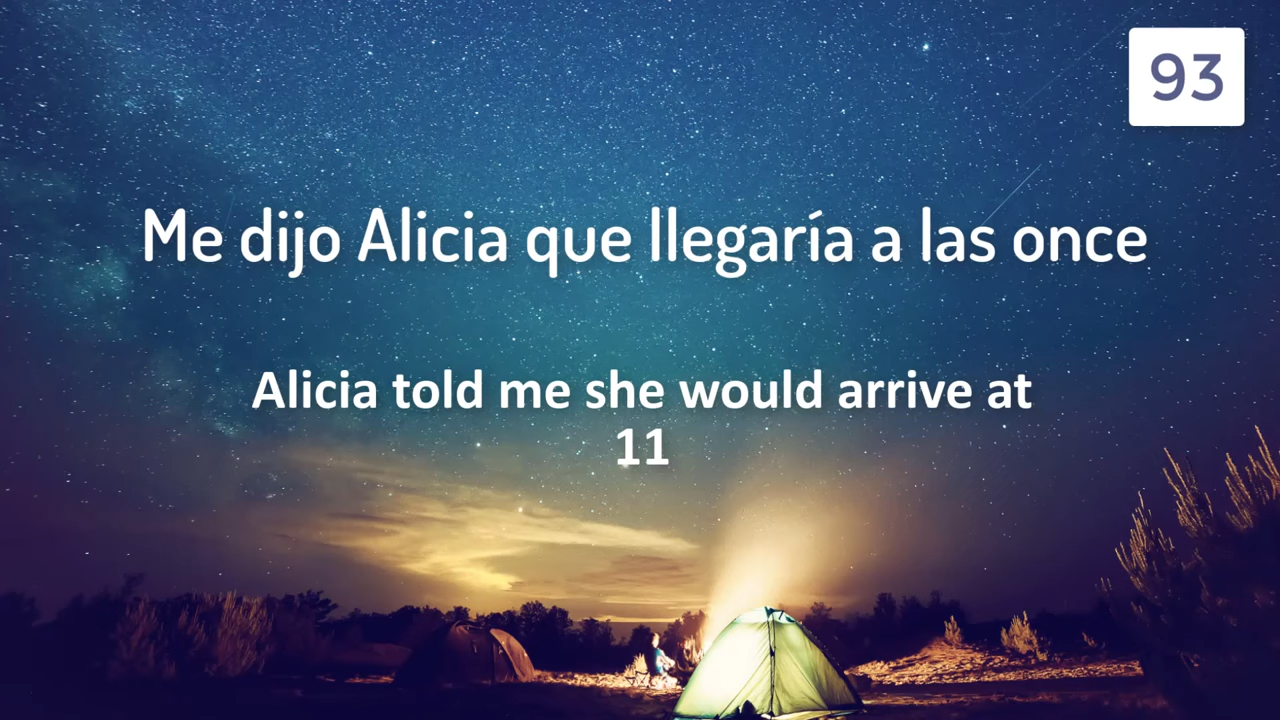 93
Me dijo Alicia que llegaría a las once
Alicia told me she would arrive at
11